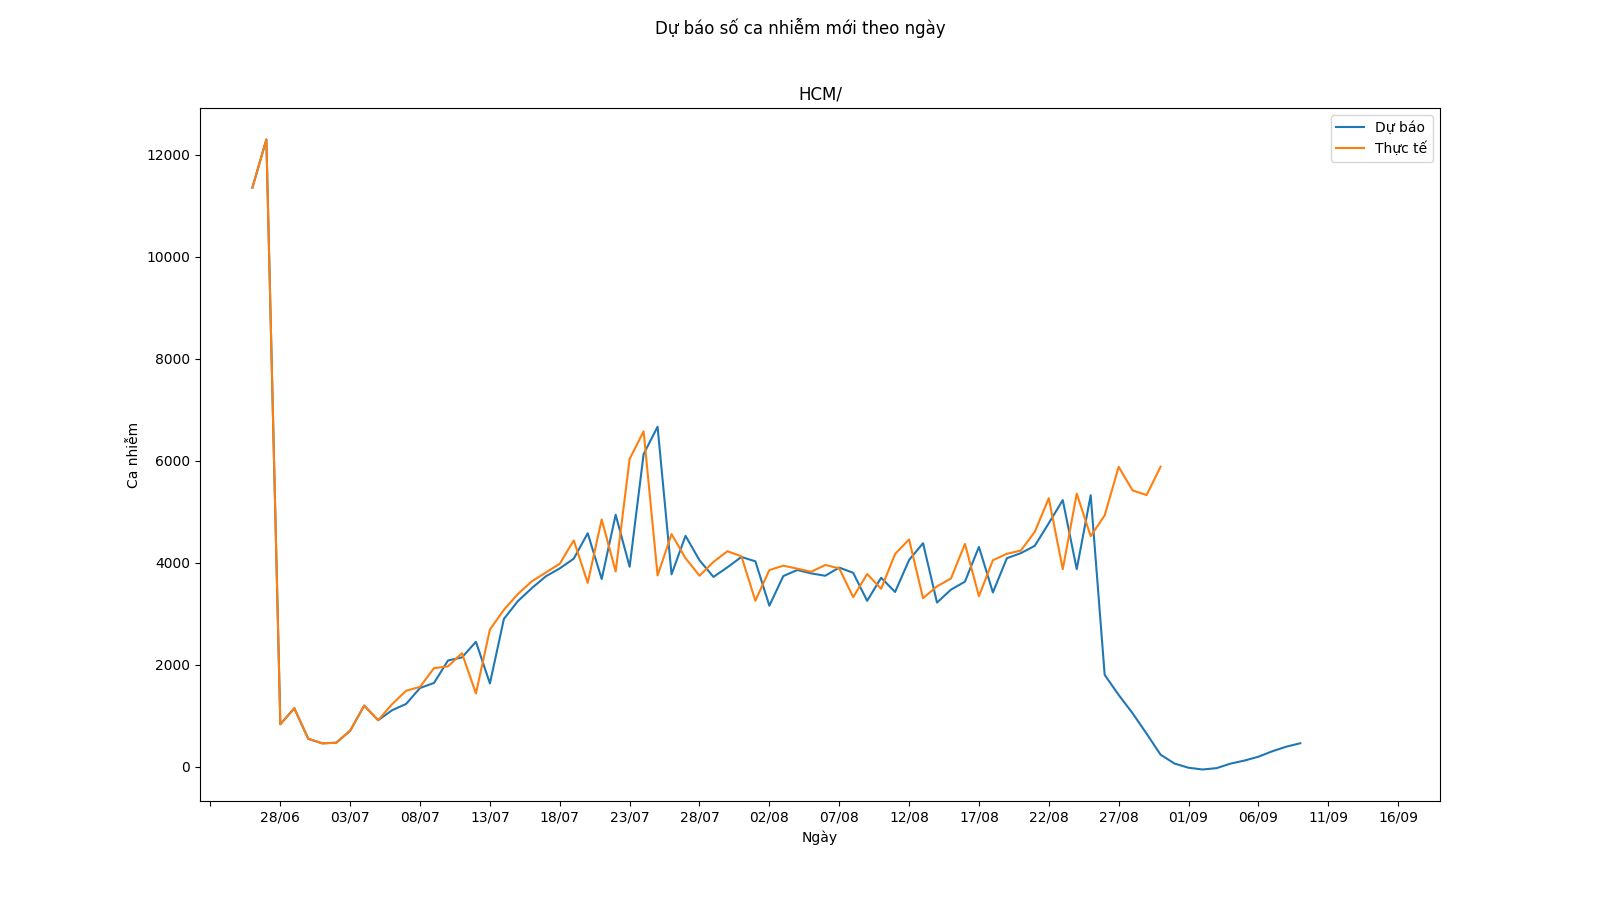 Dự báo số ca nhiễm mới theo ngày
HCM/
Dự báo
Thực tế
12000
10000
8000
6000
4000
2000
0
Ca nhiễm
28/06 03/07 08/07 13/07 18/07 23/07 28/07 02/08 07/08 12/08 17/08 22/08 27/08 01/09 06/09 11/09 16/09
Ngày